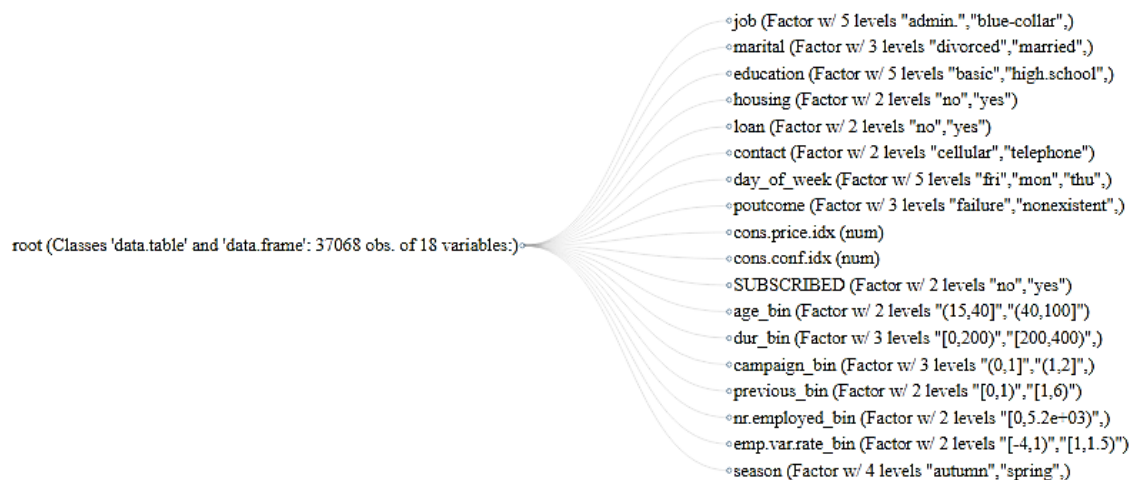 job (Factor w/ 5 levels "admin.","blue-collar",)
marital (Factor w/ 3 levels "divorced","married",)
education (Factor w/ 5 levels "basic","high.school",)
housing (Factor w/ 2 levels "no","yes")
loan (Factor w/ 2 levels "no","yes")
contact (Factor w/ 2 levels "cellular","telephone")
day_of_week (Factor w/ 5 levels "fri","mon","thu",)
poutcome (Factor w/ 3 levels "failure","nonexistent",)
cons.price.idx (num)
root (Classes 'data.table' and 'data.frame': 37068 obs. of 18 variables:)
cons.conf.idx (num)
SUBSCRIBED (Factor w/ 2 levels "no","yes")
age_bin (Factor w/ 2 levels "(15,40]","(40,100]")
dur_bin (Factor w/ 3 levels "[0,200)","[200,400)",)
campaign_bin (Factor w/ 3 levels "(0,1]","(1,2]",)
previous_bin (Factor w/ 2 levels "[0,1)","[1,6)")
nr.employed_bin (Factor w/ 2 levels "[0,5.2e+03)",)
emp.var.rate_bin (Factor w/ 2 levels "[-4,1)","[1,1.5)")
season (Factor w/ 4 levels "autumn","spring",)